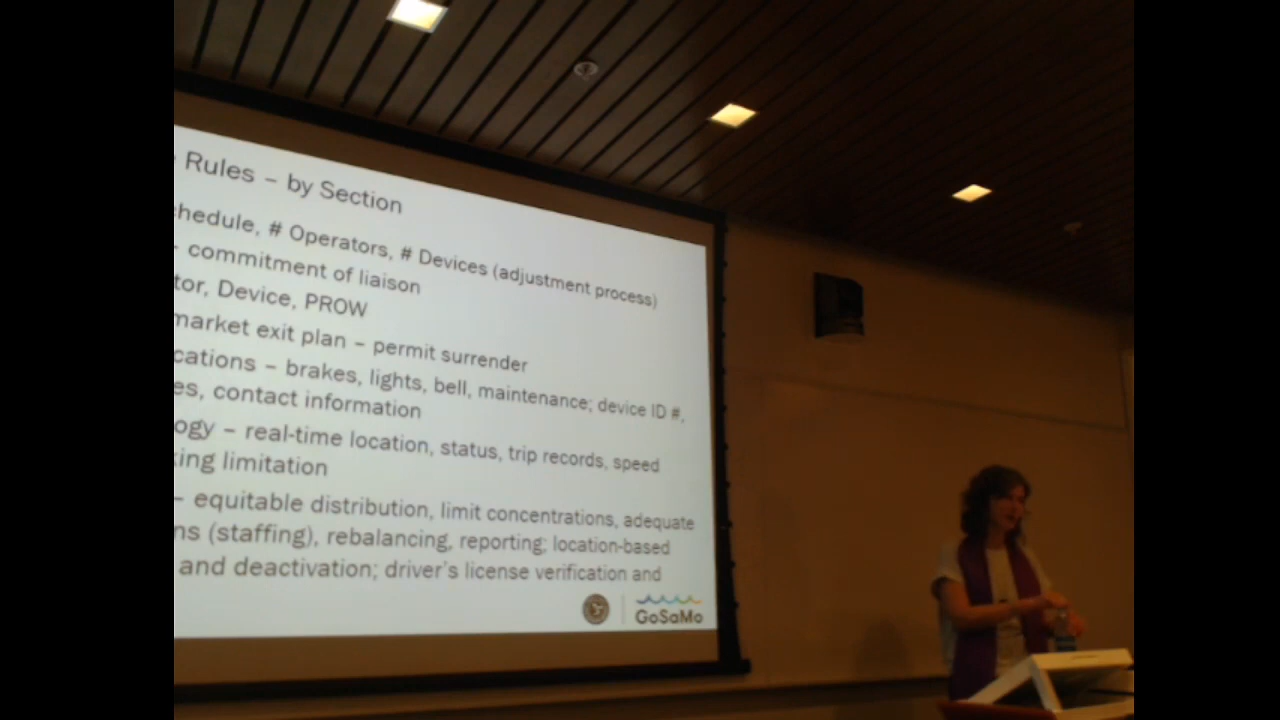 Rules – by Section
hedule, # Operators, # Devices (adjustment process)
– commitment of liaison
tor, Device, PROW
market exit plan – permit surrender
cations – brakes, lights, bell, maintenance; device ID #,
es, contact information
ogy – real-time location, status, trip records, speed
king limitation
– equitable distribution, limit concentrations, adequate
ns (staffing), rebalancing, reporting; location-based
and deactivation; driver's license verification and
GoSaMo